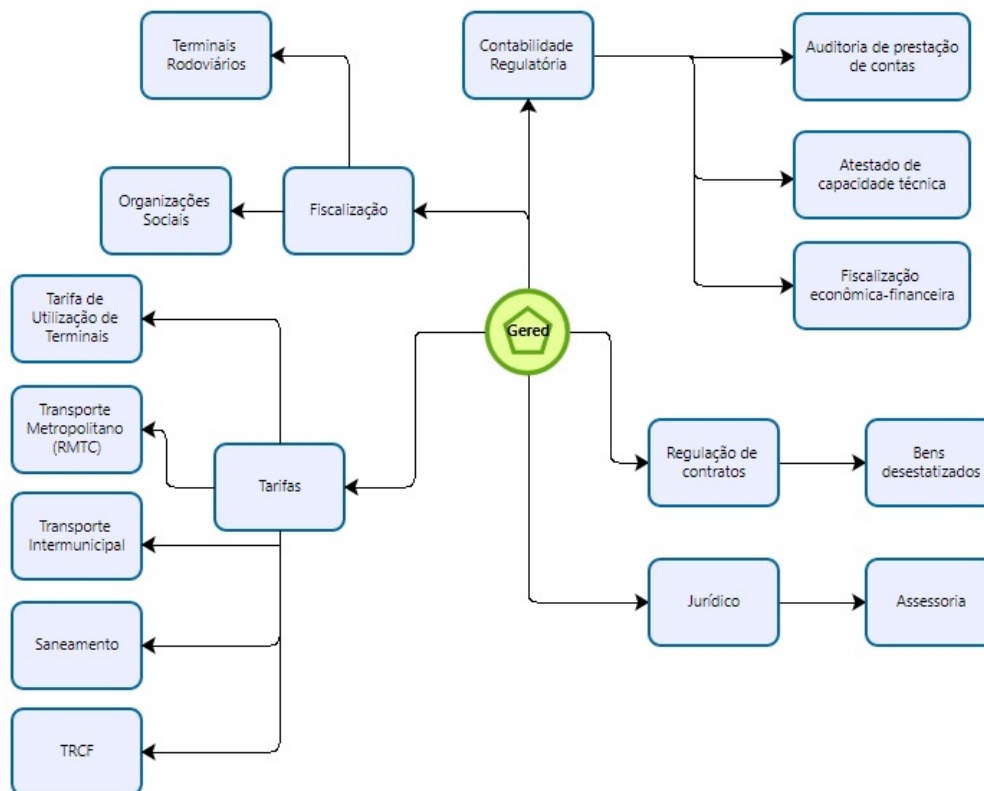 Terminais
Rodoviários
Contabilidade
Regulatória
Auditoria de prestação
de contas
Organizações
Sociais
Fiscalização
Atestado de
capacidade técnica
Fiscalização
econômica-financeira
Tarifa de
Utilização de
Terminais
Gered
Transporte
Metropolitano
(RMTC)
Tarifas
Regulação de
contratos
Bens
desestatizados
Transporte
Intermunicipal
Jurídico
Assessoria
Saneamento
TRCF